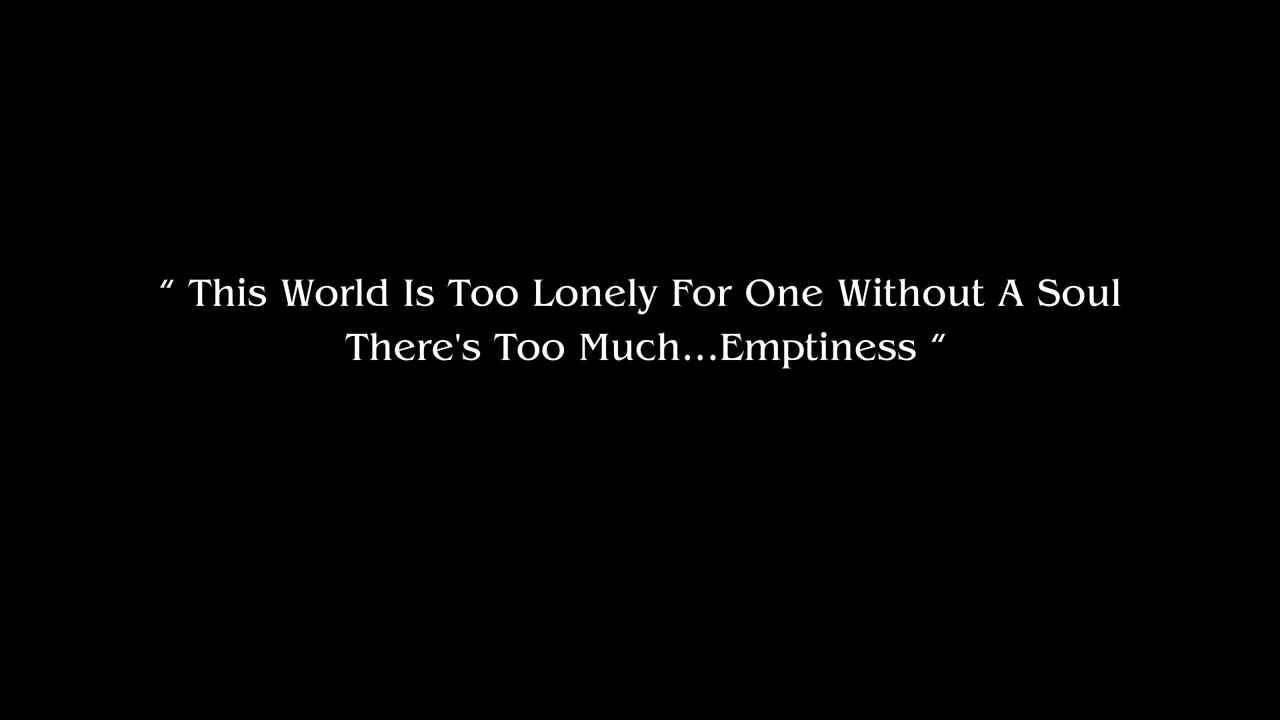 “ This World Is Too Lonely For One Without A Soul
There's Too Much...Emptiness “